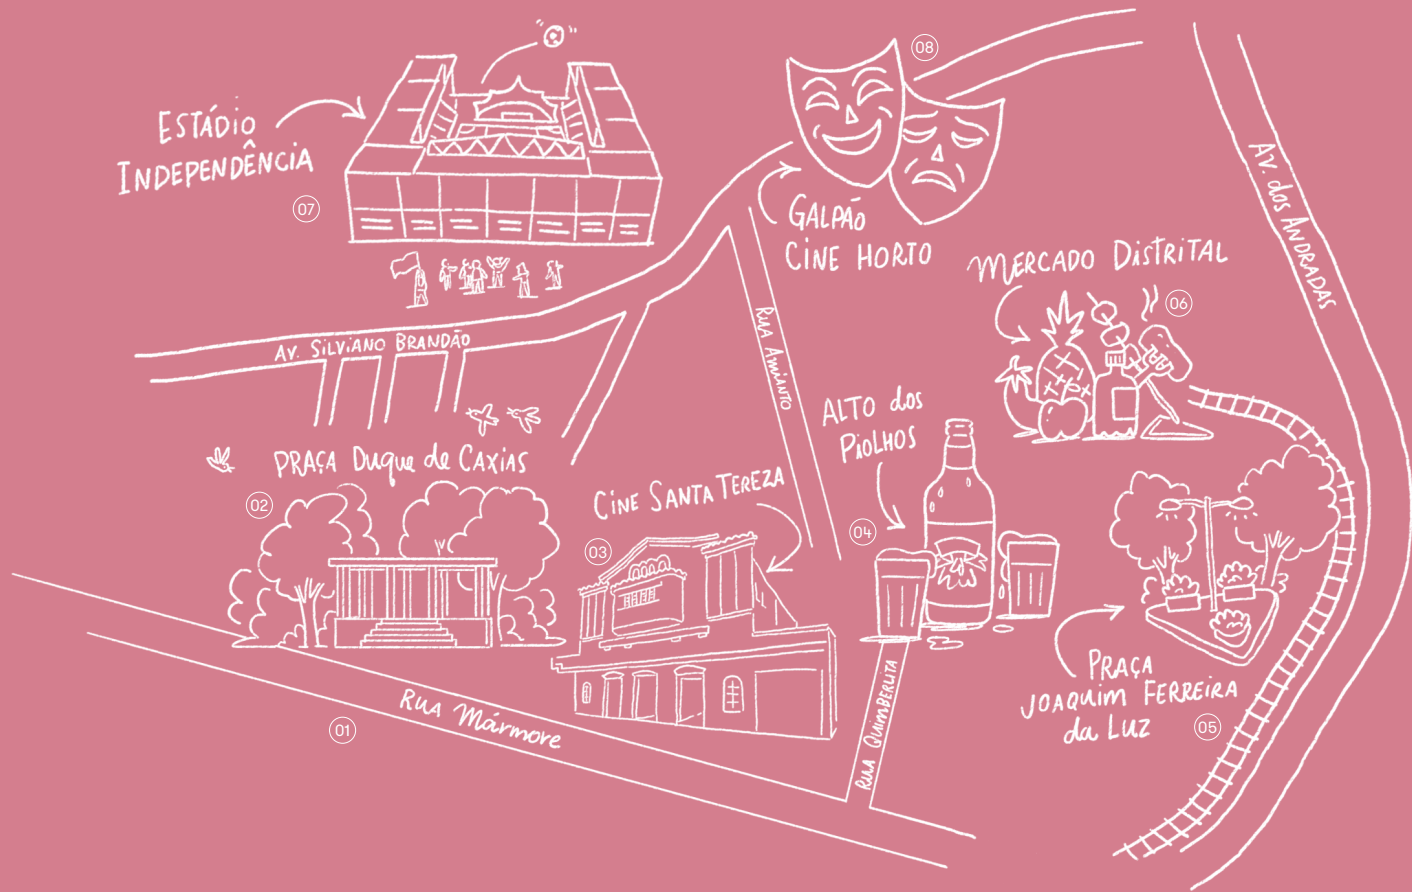 "a"
08
ESTÁDIO
INDEPENDÊNCIA
07
GALPÃO
CINE HORTO
AV. dos ANDRADAS
MERCADO DISTRITAL
06
AV. SILVIANO BRANDÃO
RUA AMIANTO
ALTO dos
PIOLHOS
04
PRAÇA Duque de CAXIAS
02
CINE SANTA TEREZA
03
PRAÇA
JOAQUIM FERREIRA
da LUZ
05
RUA Mármore
01
RUA QUIMBERLITA